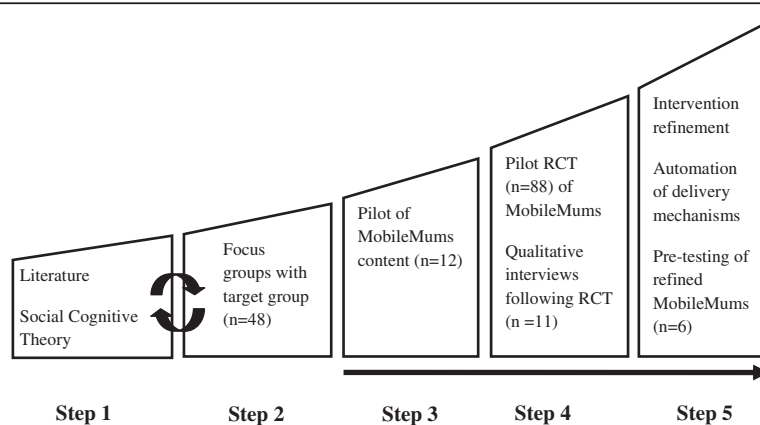 Literature
Social Cognitive
Theory
Focus
groups with
target group
(n=48)
Pilot of
MobileMums
content (n=12)
Pilot RCT
(n=88) of
MobileMums
Qualitative
interviews
following RCT
(n =11)
Intervention
refinement
Automation
of delivery
mechanisms
Pre-testing of
refined
MobileMums
(n=6)
Step 1
Step 2
Step 3
Step 4
Step 5